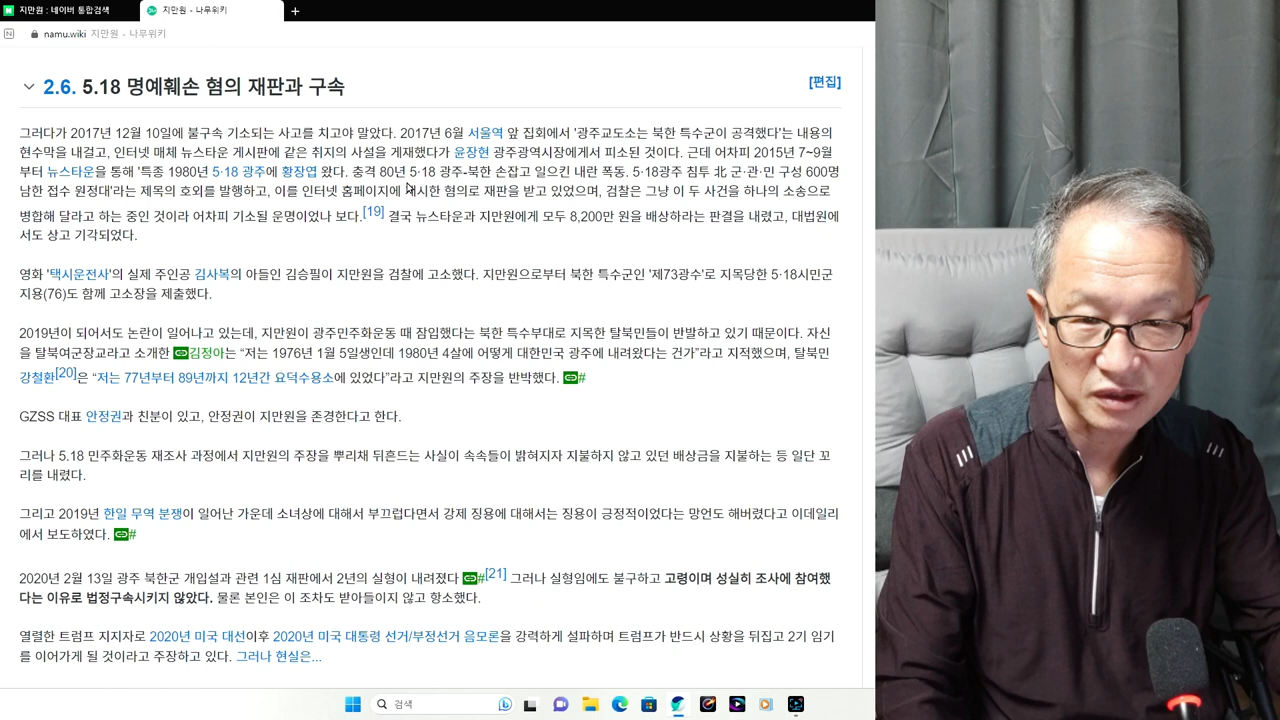 지만원 : 네이버 통합검색
지만원 - 나무위키
namu.wiki 지만원 - 나무위키
2.6. 5.18 명예훼손 혐의 재판과 구속
[편집]
그러다가 2017년 12월 10일에 불구속 기소되는 사고를 치고야 말았다. 2017년 6월 서울역 앞 집회에서 '광주교도소는 북한 특수군이 공격했다'는 내용의
현수막을 내걸고, 인터넷 매체 뉴스타운 게시판에 같은 취지의 사설을 게재했다가 윤장현 광주광역시장에게서 피소된 것이다. 근데 어차피 2015년 7~9월
부터 뉴스타운을 통해 '특종 1980년 5·18 광주에 황장엽 왔다. 충격 80년 5·18 광주-북한 손잡고 일으킨 내란 폭동. 5·18광주 침투 北 군·관·민 구성 600명
남한 접수 원정대'라는 제목의 호외를 발행하고, 이를 인터넷 홈페이지에 게시한 혐의로 재판을 받고 있었으며, 검찰은 그냥 이 두 사건을 하나의 소송으로
병합해 달라고 하는 중인 것이라 어차피 기소될 운명이었나 보다.[19] 결국 뉴스타운과 지만원에게 모두 8,200만 원을 배상하라는 판결을 내렸고, 대법원에
서도 상고 기각되었다.
영화 '택시운전사'의 실제 주인공 김사복의 아들인 김승필이 지만원을 검찰에 고소했다. 지만원으로부터 북한 특수군인 '제73광수'로 지목당한 5·18시민군
지용(76)도 함께 고소장을 제출했다.
2019년이 되어서도 논란이 일어나고 있는데, 지만원이 광주민주화운동 때 잠입했다는 북한 특수부대로 지목한 탈북민들이 반발하고 있기 때문이다. 자신
을 탈북여군장교라고 소개한 김정아는 “저는 1976년 1월 5일생인데 1980년 4살에 어떻게 대한민국 광주에 내려왔다는 건가”라고 지적했으며, 탈북민
강철환[20]은 “저는 77년부터 89년까지 12년간 요덕수용소에 있었다”라고 지만원의 주장을 반박했다. #
GZSS 대표 안정권과 친분이 있고, 안정권이 지만원을 존경한다고 한다.
그러나 5.18 민주화운동 재조사 과정에서 지만원의 주장을 뿌리채 뒤흔드는 사실이 속속들이 밝혀지자 지불하지 않고 있던 배상금을 지불하는 등 일단 꼬
리를 내렸다.
그리고 2019년 한일 무역 분쟁이 일어난 가운데 소녀상에 대해서 부끄럽다면서 강제 징용에 대해서는 징용이 긍정적이었다는 망언도 해버렸다고 이데일리
에서 보도하였다. #
2020년 2월 13일 광주 북한군 개입설과 관련 1심 재판에서 2년의 실형이 내려졌다 #[21] 그러나 실형임에도 불구하고 고령이며 성실히 조사에 참여했
다는 이유로 법정구속시키지 않았다. 물론 본인은 이 조차도 받아들이지 않고 항소했다.
열렬한 트럼프 지지자로 2020년 미국 대선이후 2020년 미국 대통령 선거/부정선거 음모론을 강력하게 설파하며 트럼프가 반드시 상황을 뒤집고 2기 임기
를 이어가게 될 것이라고 주장하고 있다. 그러나 현실은...
검색